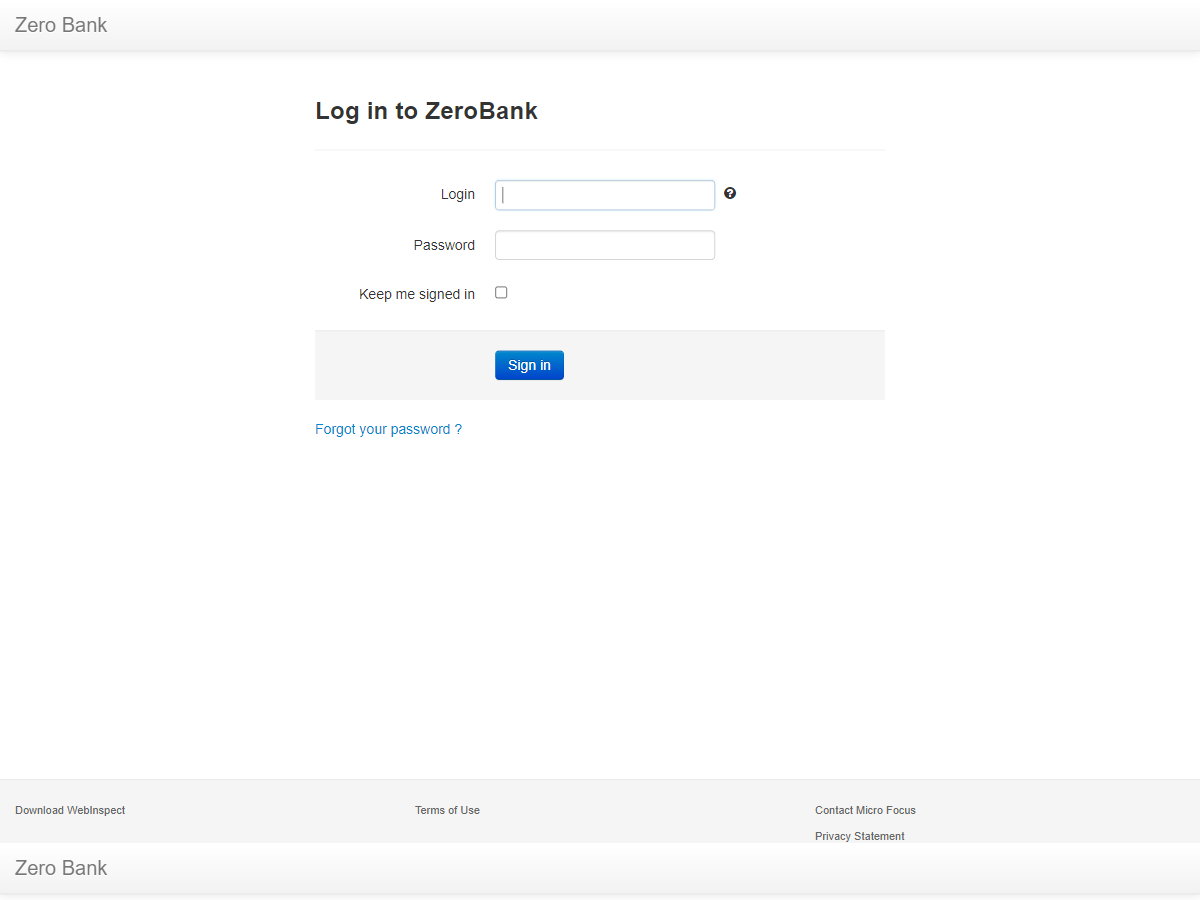 Zero Bank
Log in to ZeroBank
Login
Password
Keep me signed in
Sign in
Forgot your password ?
Download WebInspect
Terms of Use
Contact Micro Focus
Privacy Statement
Zero Bank